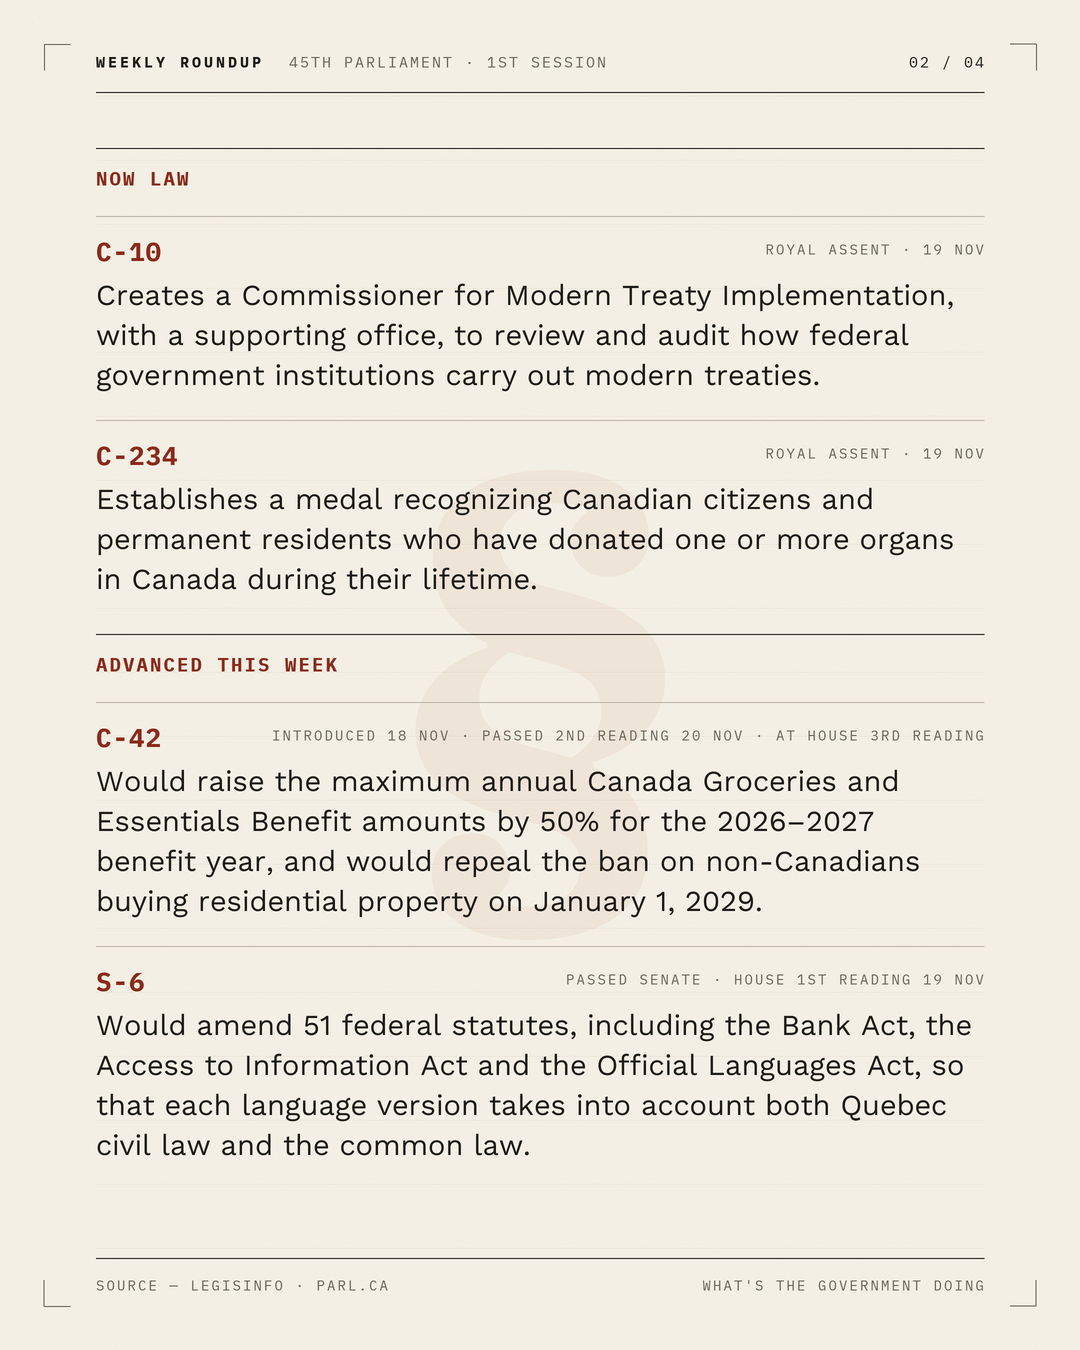 WEEKLY ROUNDUP 45TH PARLIAMENT · 1ST SESSION 02 / 04
NOW LAW
C-10 ROYAL ASSENT · 19 NOV
Creates a Commissioner for Modern Treaty Implementation,
with a supporting office, to review and audit how federal
government institutions carry out modern treaties.
C-234 ROYAL ASSENT · 19 NOV
Establishes a medal recognizing Canadian citizens and
permanent residents who have donated one or more organs
in Canada during their lifetime.
ADVANCED THIS WEEK
C-42 INTRODUCED 18 NOV · PASSED 2ND READING 20 NOV · AT HOUSE 3RD READING
Would raise the maximum annual Canada Groceries and
Essentials Benefit amounts by 50% for the 2026–2027
benefit year, and would repeal the ban on non-Canadians
buying residential property on January 1, 2029.
S-6 PASSED SENATE · HOUSE 1ST READING 19 NOV
Would amend 51 federal statutes, including the Bank Act, the
Access to Information Act and the Official Languages Act, so
that each language version takes into account both Quebec
civil law and the common law.
SOURCE — LEGISINFO · PARL.CA WHAT'S THE GOVERNMENT DOING
§